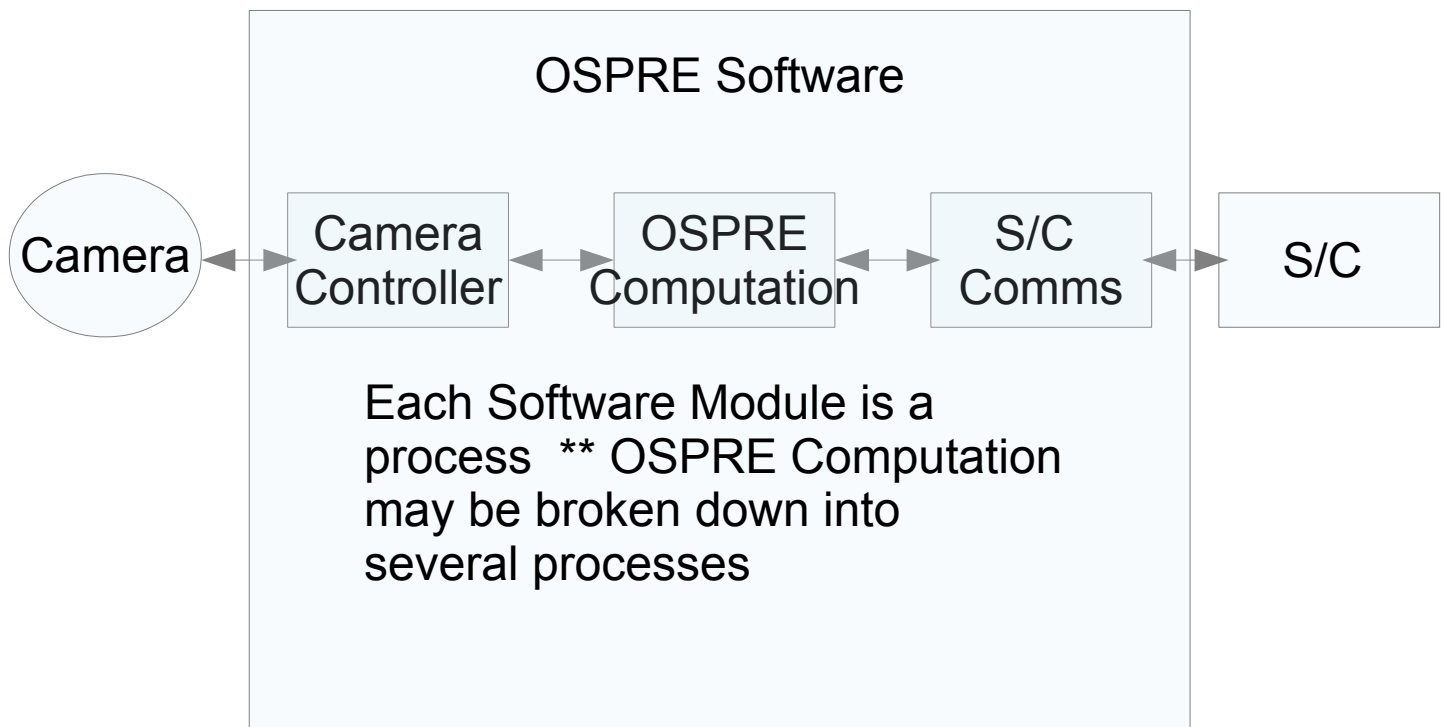 OSPRE Software
Camera
Camera
Controller
OSPRE
Computation
S/C
Comms
S/C
Each Software Module is a
process ** OSPRE Computation
may be broken down into
several processes